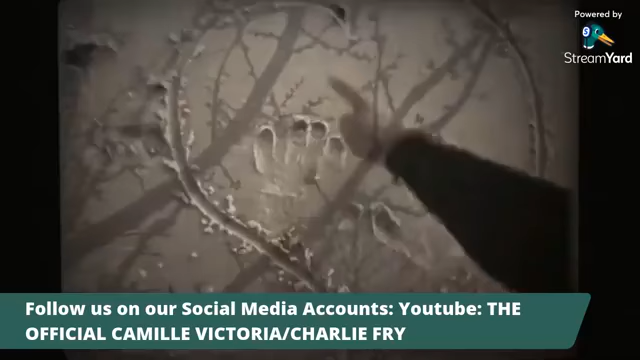 Powered by
StreamYard
Follow us on our Social Media Accounts: Youtube: THE
OFFICIAL CAMILLE VICTORIA/CHARLIE FRY